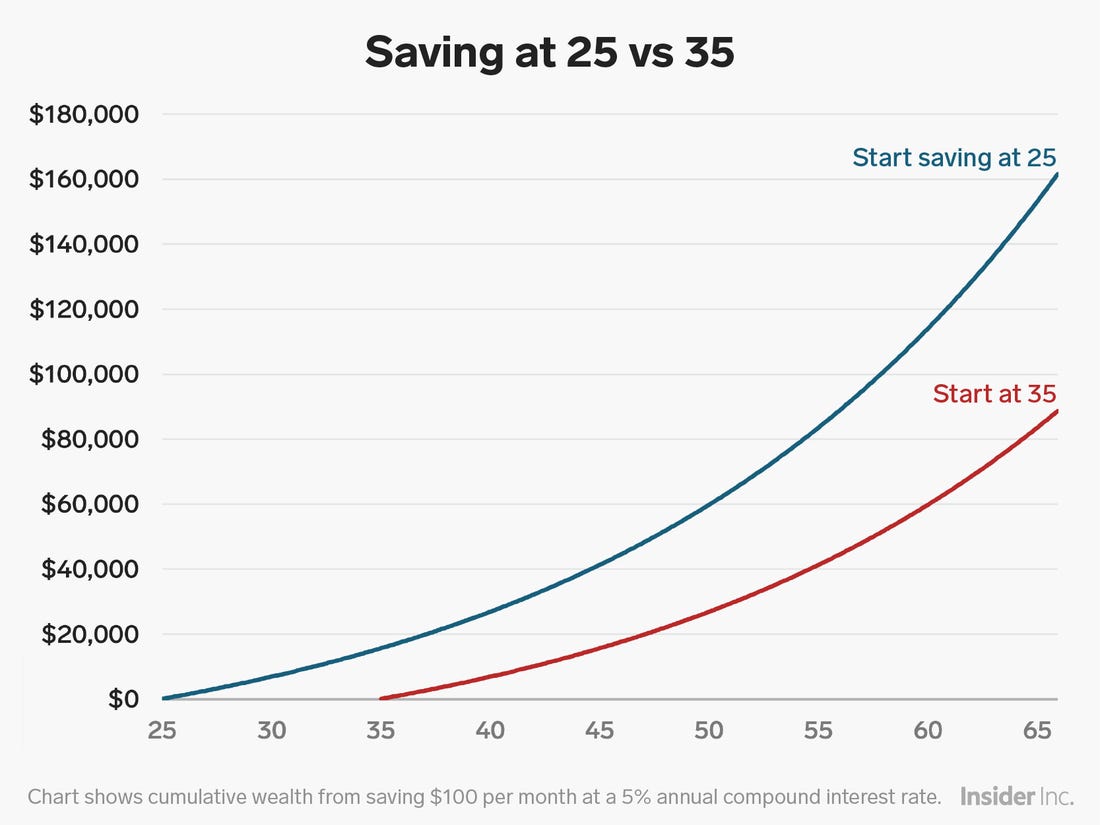 Saving at 25 vs 35
$180,000
Start saving at 25
$160,000
$140,000
$120,000
$100,000
Start at 35
$80,000
$60,000
$40,000
$20,000
$0
25 30 35 40 45 50 55 60 65
Chart shows cumulative wealth from saving $100 per month at a 5% annual compound interest rate. Insider Inc.